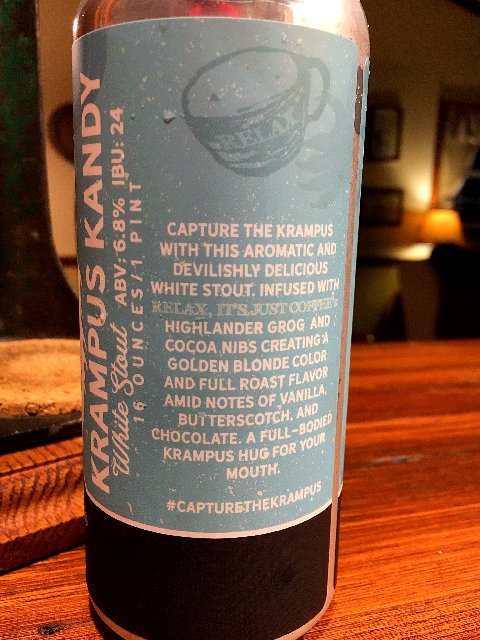 RELAX
CAPTURE THE KRAMPUS
WITH THIS AROMATIC AND
DEVILISHLY DELICIOUS
WHITE STOUT. INFUSED WITH
RELAX, IT'S JUST COFFEE's
HIGHLANDER GROG AND
COCOA NIBS CREATING A
GOLDEN BLONDE COLOR
AND FULL ROAST FLAVOR
AMID NOTES OF VANILLA,
BUTTERSCOTCH, AND
CHOCOLATE. A FULL-BODIED
KRAMPUS HUG FOR YOUR
MOUTH.
#CAPTURETHEKRAMPUS
KRAMPUS KANDY
White Stout ABV: 6.8% IBU: 24
16 OUNCES/1 PINT